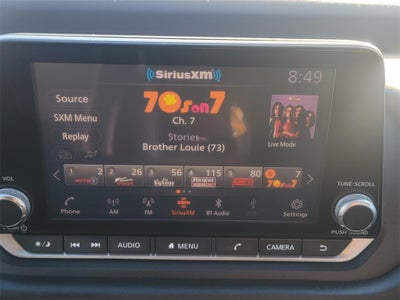 SiriusXM
8:49
Source
70s on 7
SXM Menu
Ch. 7
Replay
Stories
Brother Louie (73)
Live Mode
1 2 26 3 56 4 115 5 80 6 7
VOL
TUNE·SCROLL
Phone AM FM SiriusXM BT Audio USB Settings
PUSH SOUND
AUDIO MENU CAMERA